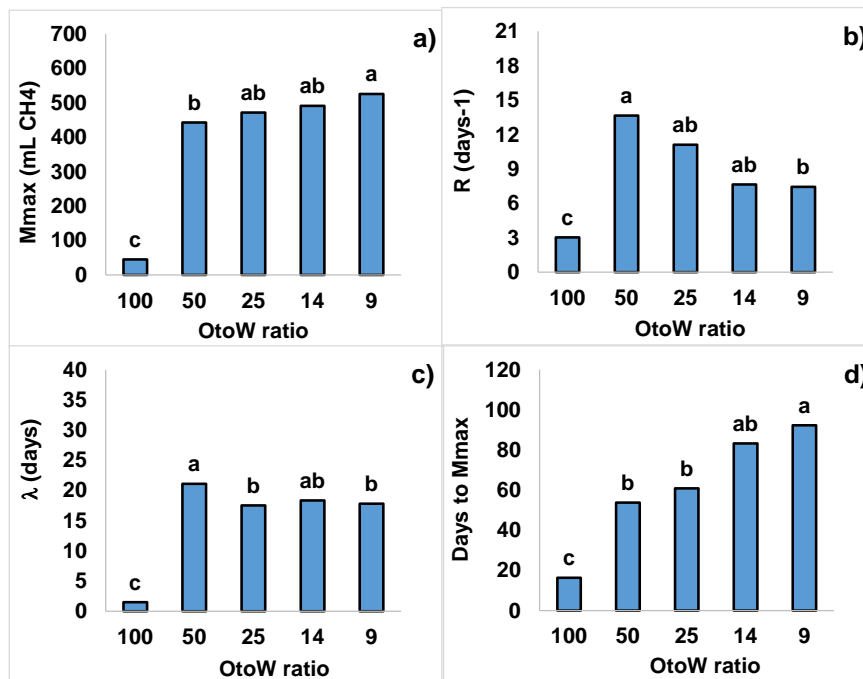 a)
Mmax (mL CH4)
700
600
500
400
300
200
100
0
c
b
ab
ab
a
100 50 25 14 9
OtoW ratio
b)
R (days-1)
21
18
15
12
9
6
3
0
c
a
ab
ab
b
100 50 25 14 9
OtoW ratio
c)
λ (days)
40
35
30
25
20
15
10
5
0
c
a
b
ab
b
100 50 25 14 9
OtoW ratio
d)
Days to Mmax
120
100
80
60
40
20
0
c
b
b
ab
a
100 50 25 14 9
OtoW ratio